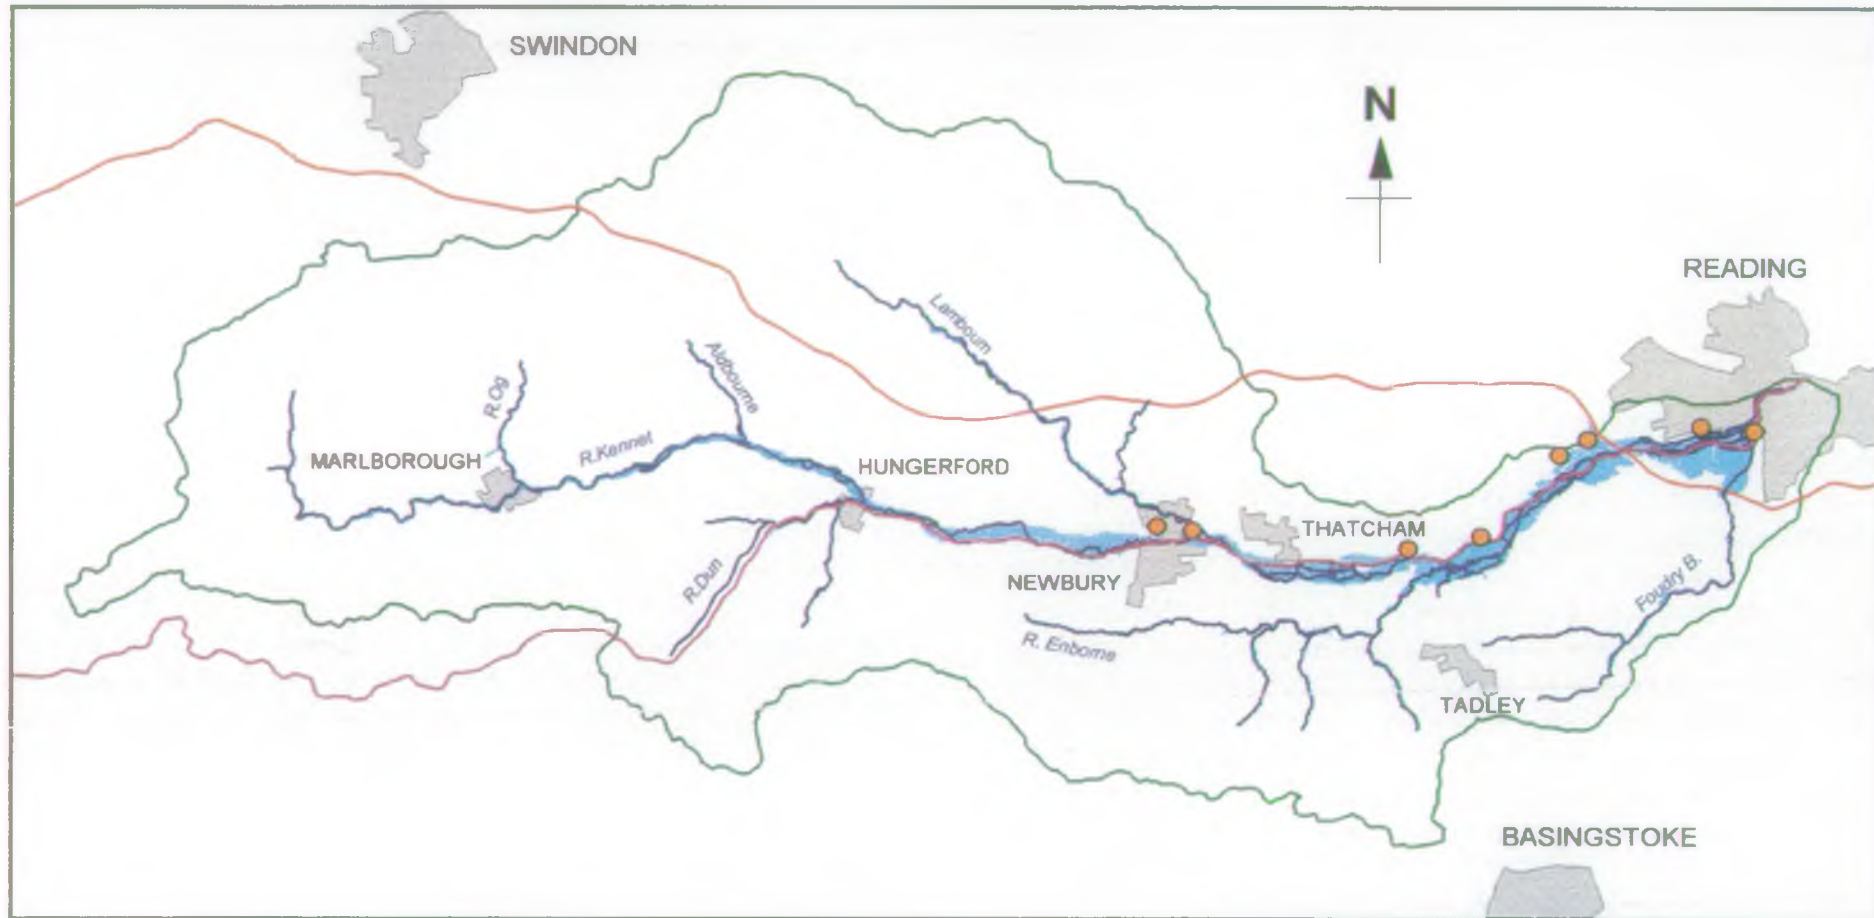 SWINDON
N
READING
Lambourn
Aldbourne
R.Og
R.Kennet
MARLBOROUGH
HUNGERFORD
THATCHAM
R.Dun
NEWBURY
Foudry B.
R. Enborne
TADLEY
BASINGSTOKE